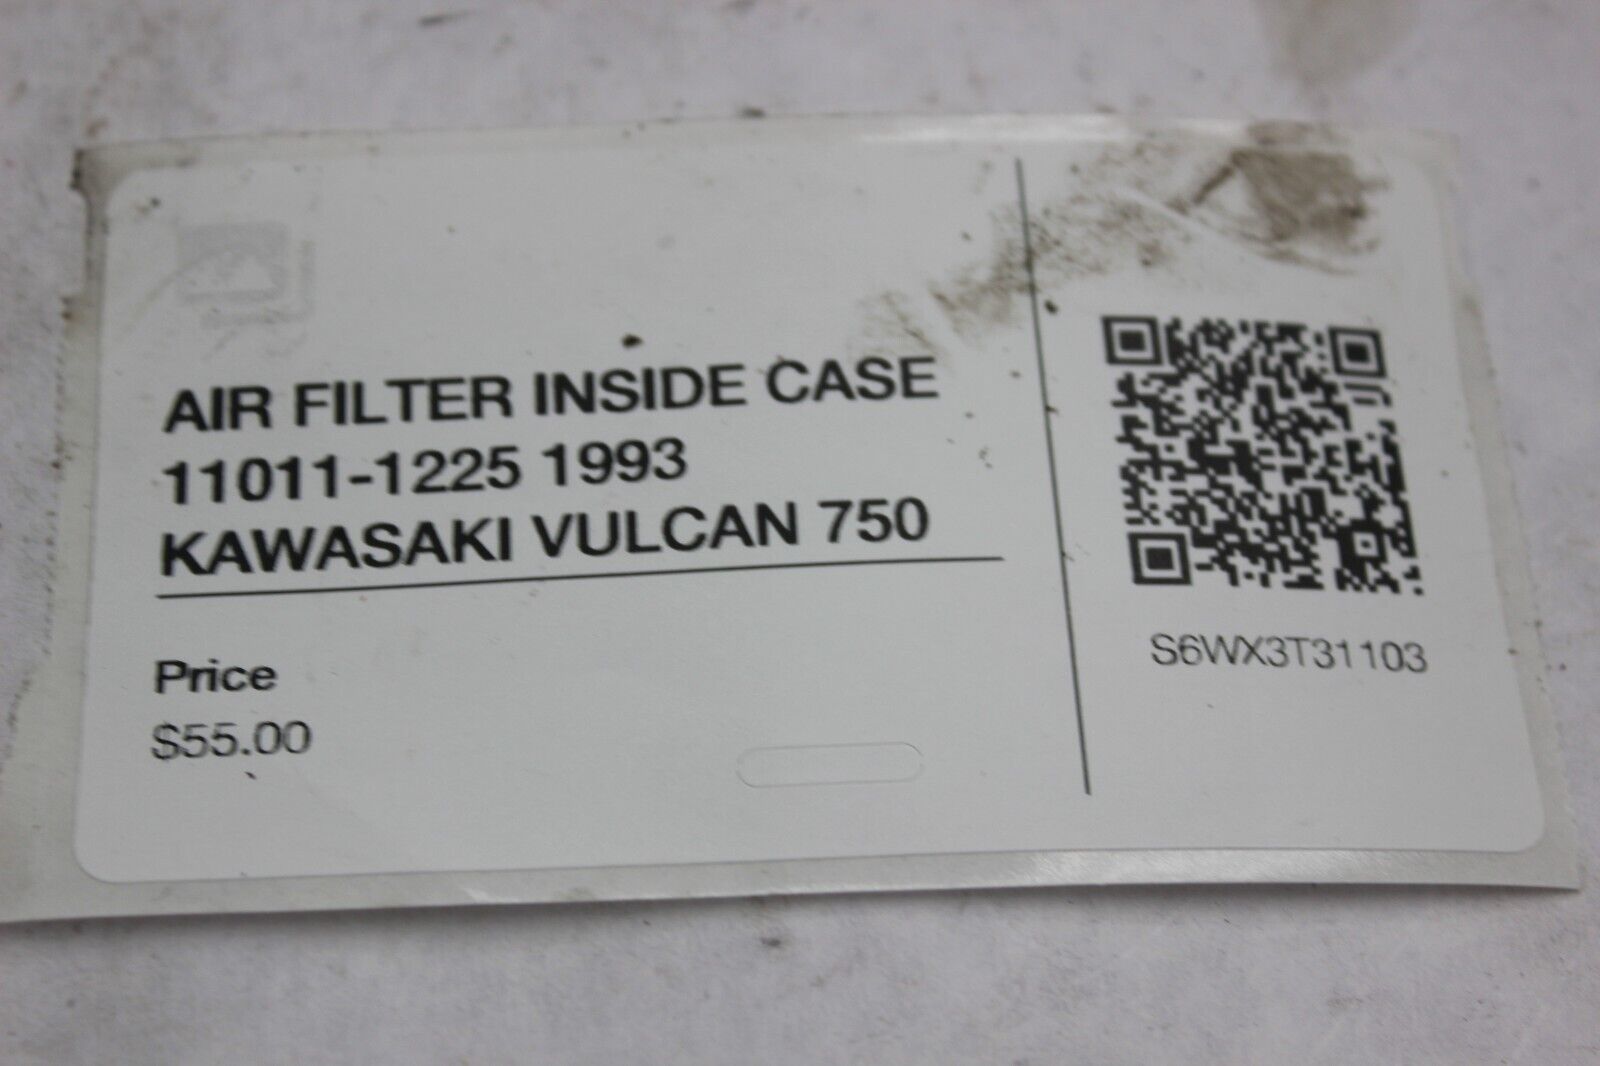 AIR FILTER INSIDE CASE
11011-1225 1993
KAWASAKI VULCAN 750
Price
$55.00
S6WX3T31103